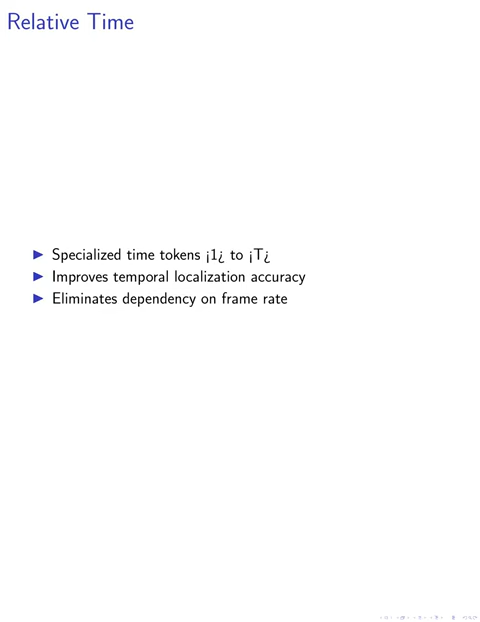 Relative Time
▶ Specialized time tokens ¡1¿ to ¡T¿
▶ Improves temporal localization accuracy
▶ Eliminates dependency on frame rate